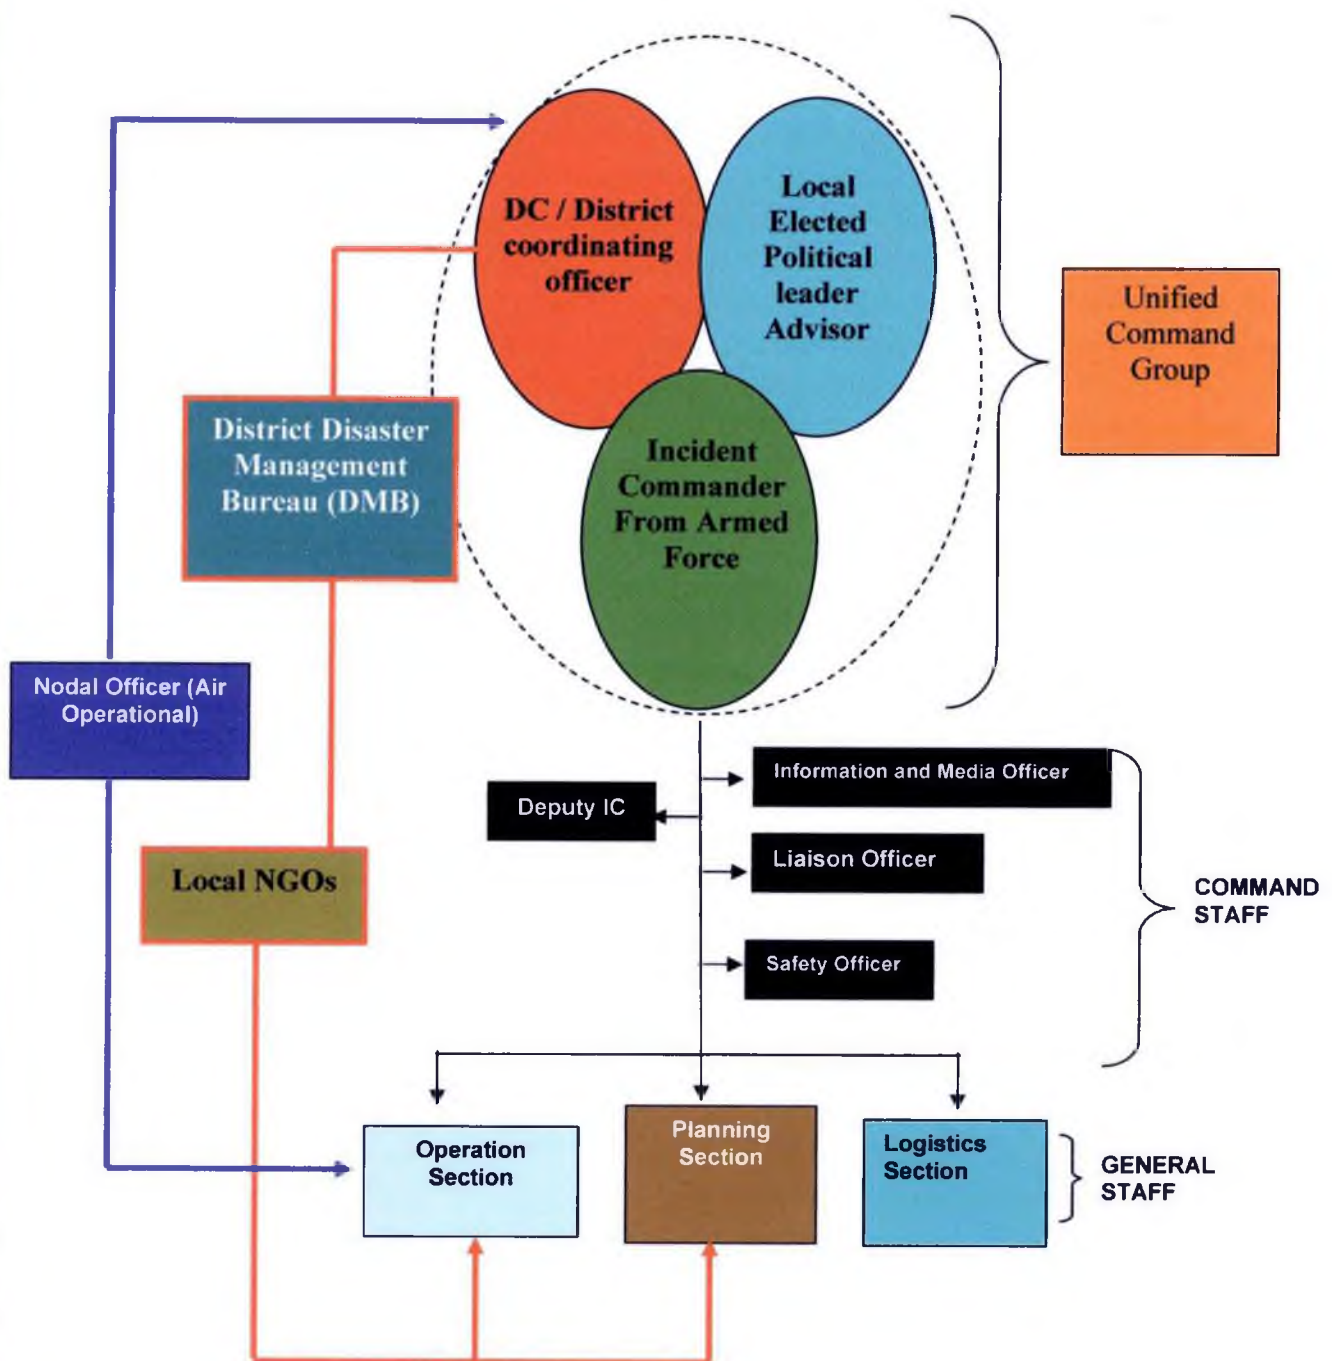 DC / District
coordinating
officer
Local
Elected
Political
leader
Advisor
Unified
Command
Group
District Disaster
Management
Bureau (DMB)
Incident
Commander
From Armed
Force
Nodal Officer (Air
Operational)
Information and Media Officer
Deputy IC
Liaison Officer
Local NGOs
COMMAND
STAFF
Safety Officer
Operation
Section
Planning
Section
Logistics
Section
GENERAL
STAFF